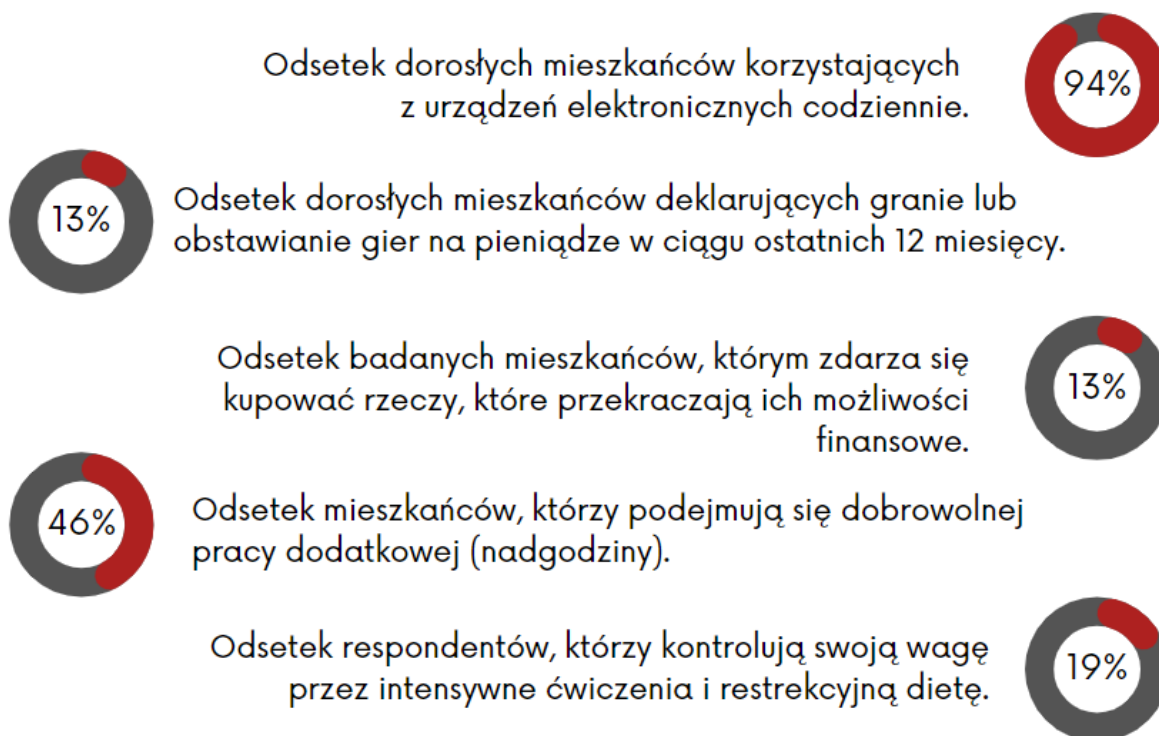 Odsetek dorosłych mieszkańców korzystających
z urządzeń elektronicznych codziennie.
94%
13%
Odsetek dorosłych mieszkańców deklarujących granie lub
obstawianie gier na pieniądze w ciągu ostatnich 12 miesięcy.
Odsetek badanych mieszkańców, którym zdarza się
kupować rzeczy, które przekraczają ich możliwości
finansowe.
13%
46%
Odsetek mieszkańców, którzy podejmują się dobrowolnej
pracy dodatkowej (nadgodziny).
Odsetek respondentów, którzy kontrolują swoją wagę
przez intensywne ćwiczenia i restrekcyjną dietę.
19%